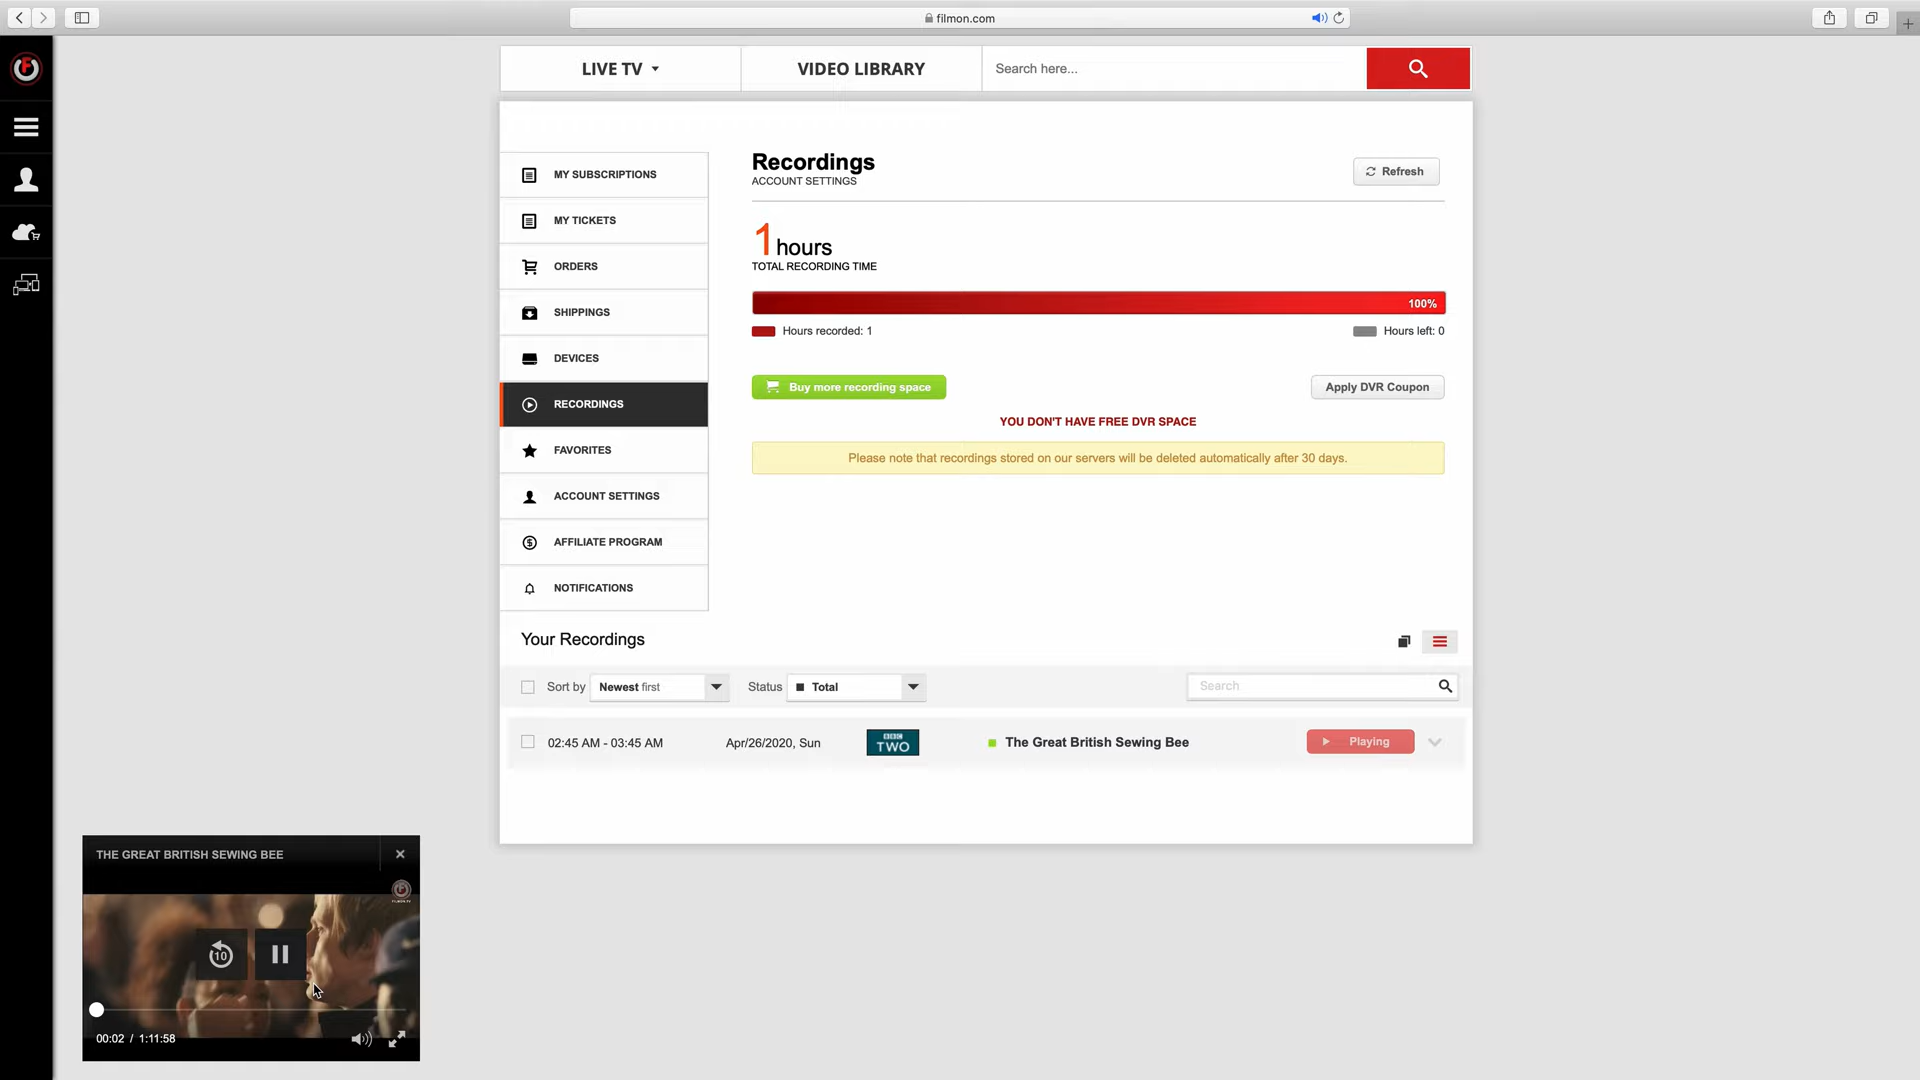 filmon.com
LIVE TV
VIDEO LIBRARY
Search here...
MY SUBSCRIPTIONS
MY TICKETS
ORDERS
SHIPPINGS
DEVICES
RECORDINGS
FAVORITES
ACCOUNT SETTINGS
AFFILIATE PROGRAM
NOTIFICATIONS
Recordings
ACCOUNT SETTINGS
Refresh
1 hours
TOTAL RECORDING TIME
100%
Hours recorded: 1
Hours left: 0
Buy more recording space
Apply DVR Coupon
YOU DON'T HAVE FREE DVR SPACE
Please note that recordings stored on our servers will be deleted automatically after 30 days.
Your Recordings
Sort by Newest first Status Total Search
02:45 AM - 03:45 AM Apr/26/2020, Sun BBC TWO The Great British Sewing Bee Playing
THE GREAT BRITISH SEWING BEE
FILMON.TV
10
00:02 / 1:11:58